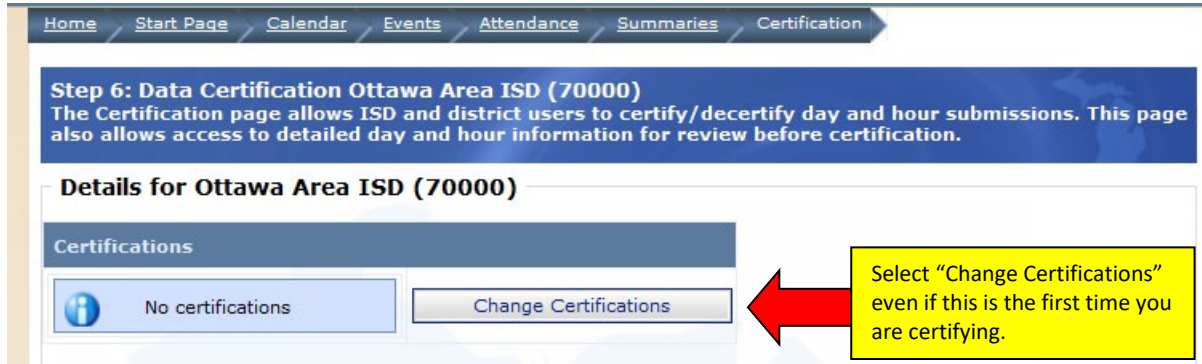 Home Start Page Calendar Events Attendance Summaries Certification
Step 6: Data Certification Ottawa Area ISD (70000)
The Certification page allows ISD and district users to certify/decertify day and hour submissions. This page
also allows access to detailed day and hour information for review before certification.
Details for Ottawa Area ISD (70000)
Certifications
No certifications
Change Certifications
Select “Change Certifications”
even if this is the first time you
are certifying.